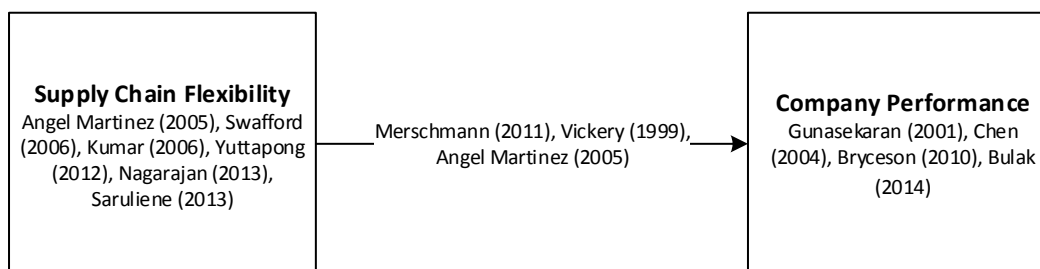 Supply Chain Flexibility
Angel Martinez (2005), Swafford
(2006), Kumar (2006), Yuttapong
(2012), Nagarajan (2013),
Saruliene (2013)
Merschmann (2011), Vickery (1999),
Angel Martinez (2005)
Company Performance
Gunasekaran (2001), Chen
(2004), Bryceson (2010), Bulak
(2014)